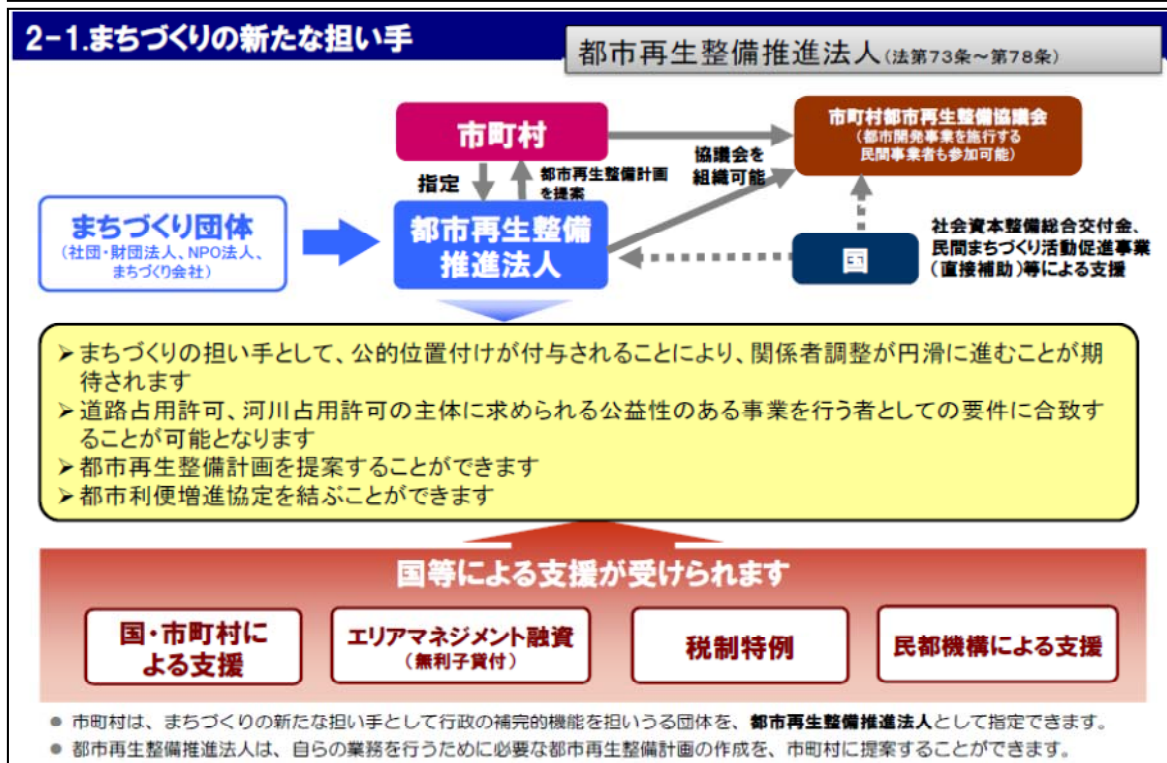 2-1.まちづくりの新たな担い手
都市再生整備推進法人(法第73条～第78条)
市町村
市町村都市再生整備協議会
(都市開発事業を施行する
民間事業者も参加可能)
指定
都市再生整備計画
を提案
協議会を
組織可能
まちづくり団体
(社団・財団法人、NPO法人、
まちづくり会社)
都市再生整備
推進法人
国
社会資本整備総合交付金、
民間まちづくり活動促進事業
(直接補助)等による支援
➢まちづくりの担い手として、公的位置付けが付与されることにより、関係者調整が円滑に進むことが期
待されます
➢道路占用許可、河川占用許可の主体に求められる公益性のある事業を行う者としての要件に合致す
ることが可能となります
➢都市再生整備計画を提案することができます
➢都市利便増進協定を結ぶことができます
国等による支援が受けられます
国・市町村に
よる支援
エリアマネジメント融資
(無利子貸付)
税制特例
民都機構による支援
● 市町村は、まちづくりの新たな担い手として行政の補完的機能を担いうる団体を、都市再生整備推進法人として指定できます。
● 都市再生整備推進法人は、自らの業務を行うために必要な都市再生整備計画の作成を、市町村に提案することができます。